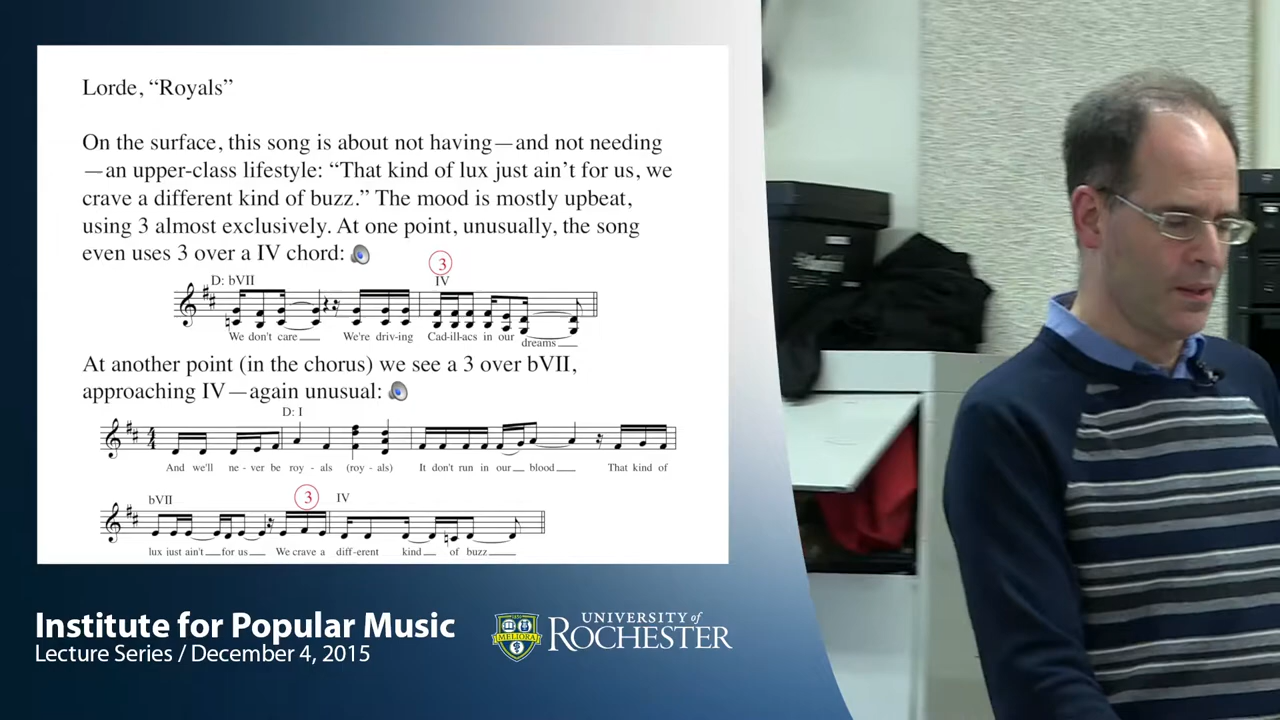 Lorde, “Royals”
On the surface, this song is about not having—and not needing
—an upper-class lifestyle: “That kind of lux just ain’t for us, we
crave a different kind of buzz.” The mood is mostly upbeat,
using 3 almost exclusively. At one point, unusually, the song
even uses 3 over a IV chord:
3
D: bVII IV
We don't care We're driv-ing Cad-ill-acs in our dreams
At another point (in the chorus) we see a 3 over bVII,
approaching IV—again unusual:
D: I
4 4
And we'll ne - ver be roy - als (roy - als) It don't run in our blood That kind of
bVII 3 IV
lux just ain't for us We crave a diff-erent kind of buzz
Institute for Popular Music
Lecture Series / December 4, 2015
MELIORA
UNIVERSITY of
ROCHESTER